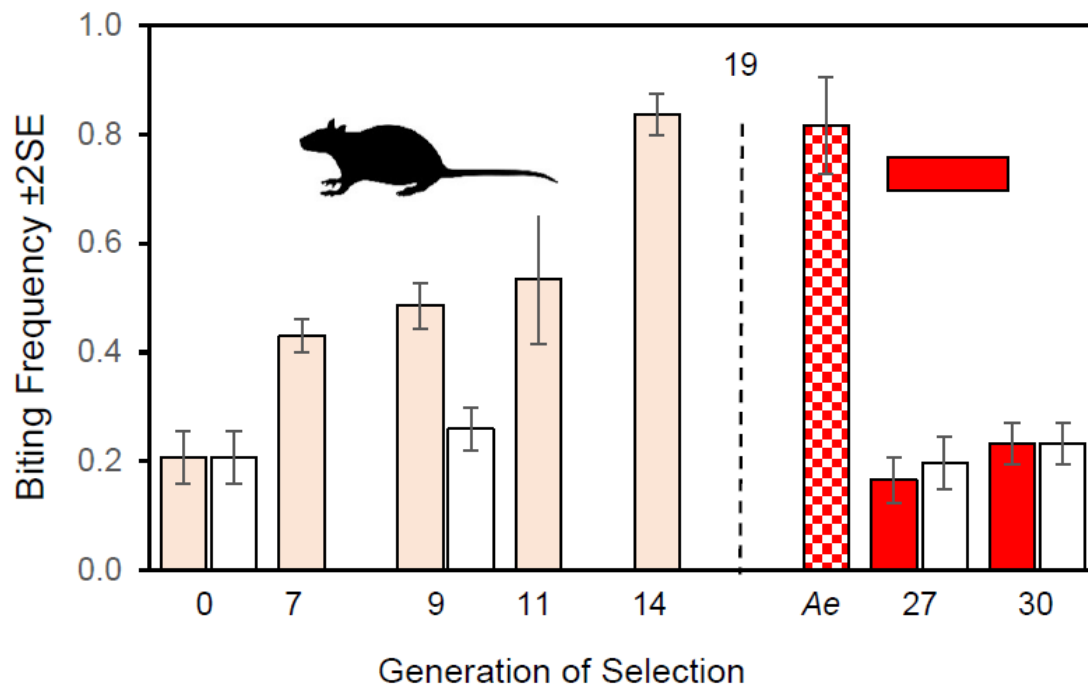 Biting Frequency ±2SE
1.0
0.8
0.6
0.4
0.2
0.0
19
0 7 9 11 14 Ae 27 30
Generation of Selection